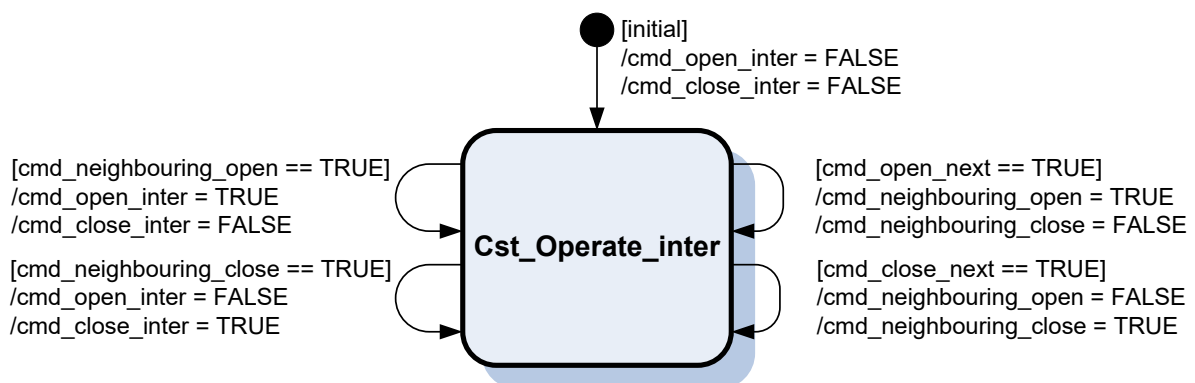 [initial]
/cmd_open_inter = FALSE
/cmd_close_inter = FALSE
[cmd_neighbouring_open == TRUE]
/cmd_open_inter = TRUE
/cmd_close_inter = FALSE
[cmd_neighbouring_close == TRUE]
/cmd_open_inter = FALSE
/cmd_close_inter = TRUE
Cst_Operate_inter
[cmd_open_next == TRUE]
/cmd_neighbouring_open = TRUE
/cmd_neighbouring_close = FALSE
[cmd_close_next == TRUE]
/cmd_neighbouring_open = FALSE
/cmd_neighbouring_close = TRUE